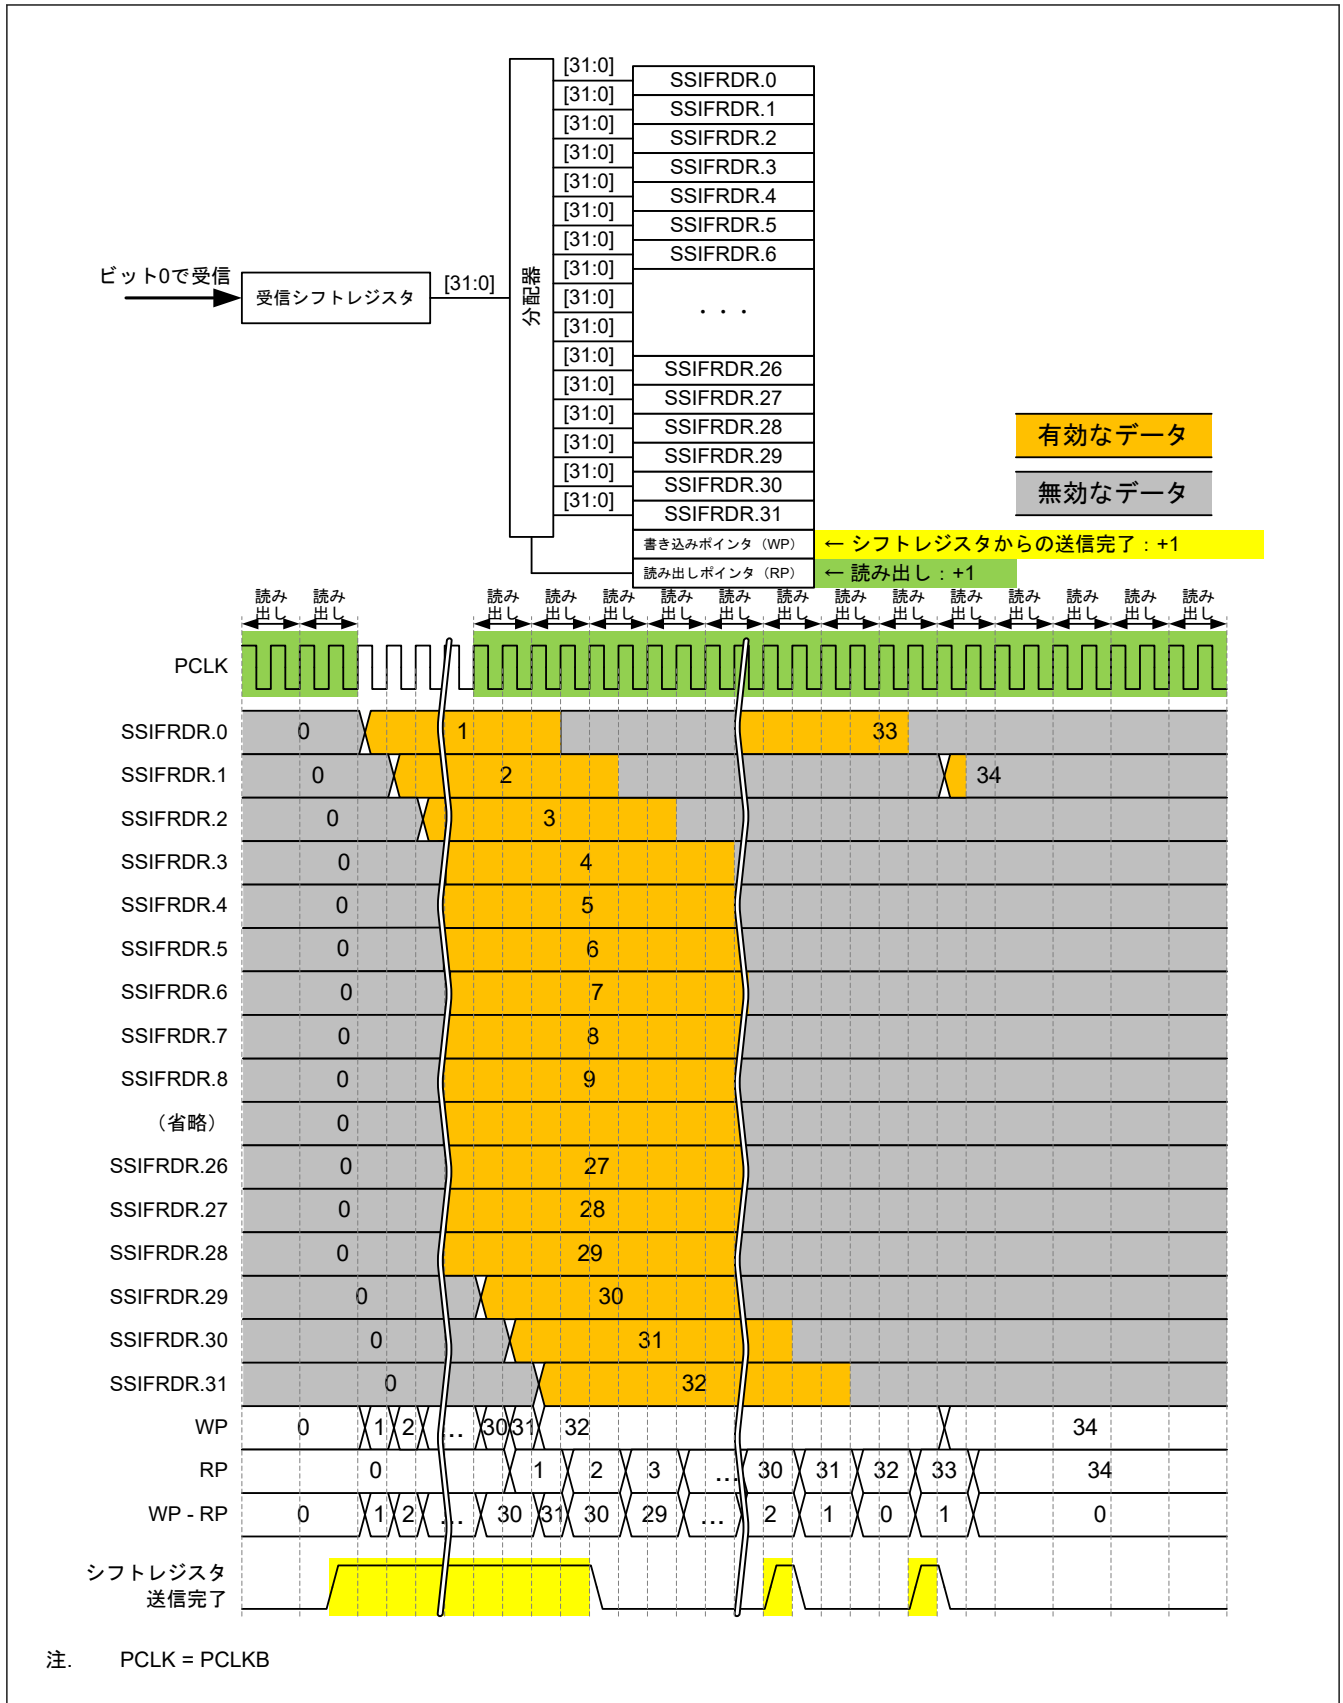 [31:0]
SSIFRDR.0
[31:0]
SSIFRDR.1
[31:0]
SSIFRDR.2
[31:0]
SSIFRDR.3
[31:0]
SSIFRDR.4
[31:0]
SSIFRDR.5
[31:0]
SSIFRDR.6
[31:0]
ビット0で受信
受信シフトレジスタ
[31:0]
分配器
[31:0]
・・・
[31:0]
[31:0]
SSIFRDR.26
[31:0]
SSIFRDR.27
[31:0]
SSIFRDR.28
[31:0]
SSIFRDR.29
[31:0]
SSIFRDR.30
[31:0]
SSIFRDR.31
有効なデータ
無効なデータ
書き込みポインタ（WP）
← シフトレジスタからの送信完了：+1
読み出しポインタ（RP）
← 読み出し：+1
読み出し 読み出し 読み出し 読み出し 読み出し 読み出し 読み出し 読み出し 読み出し 読み出し 読み出し 読み出し 読み出し 読み出し 読み出し
PCLK
SSIFRDR.0 0 1 33
SSIFRDR.1 0 2 34
SSIFRDR.2 0 3
SSIFRDR.3 0 4
SSIFRDR.4 0 5
SSIFRDR.5 0 6
SSIFRDR.6 0 7
SSIFRDR.7 0 8
SSIFRDR.8 0 9
（省略） 0
SSIFRDR.26 0 27
SSIFRDR.27 0 28
SSIFRDR.28 0 29
SSIFRDR.29 0 30
SSIFRDR.30 0 31
SSIFRDR.31 0 32
WP 0 1 2 ... 30 31 32 34
RP 0 1 2 3 ... 30 31 32 33 34
WP - RP 0 1 2 ... 30 31 30 29 ... 2 1 0 1 0
シフトレジスタ
送信完了
注. PCLK = PCLKB